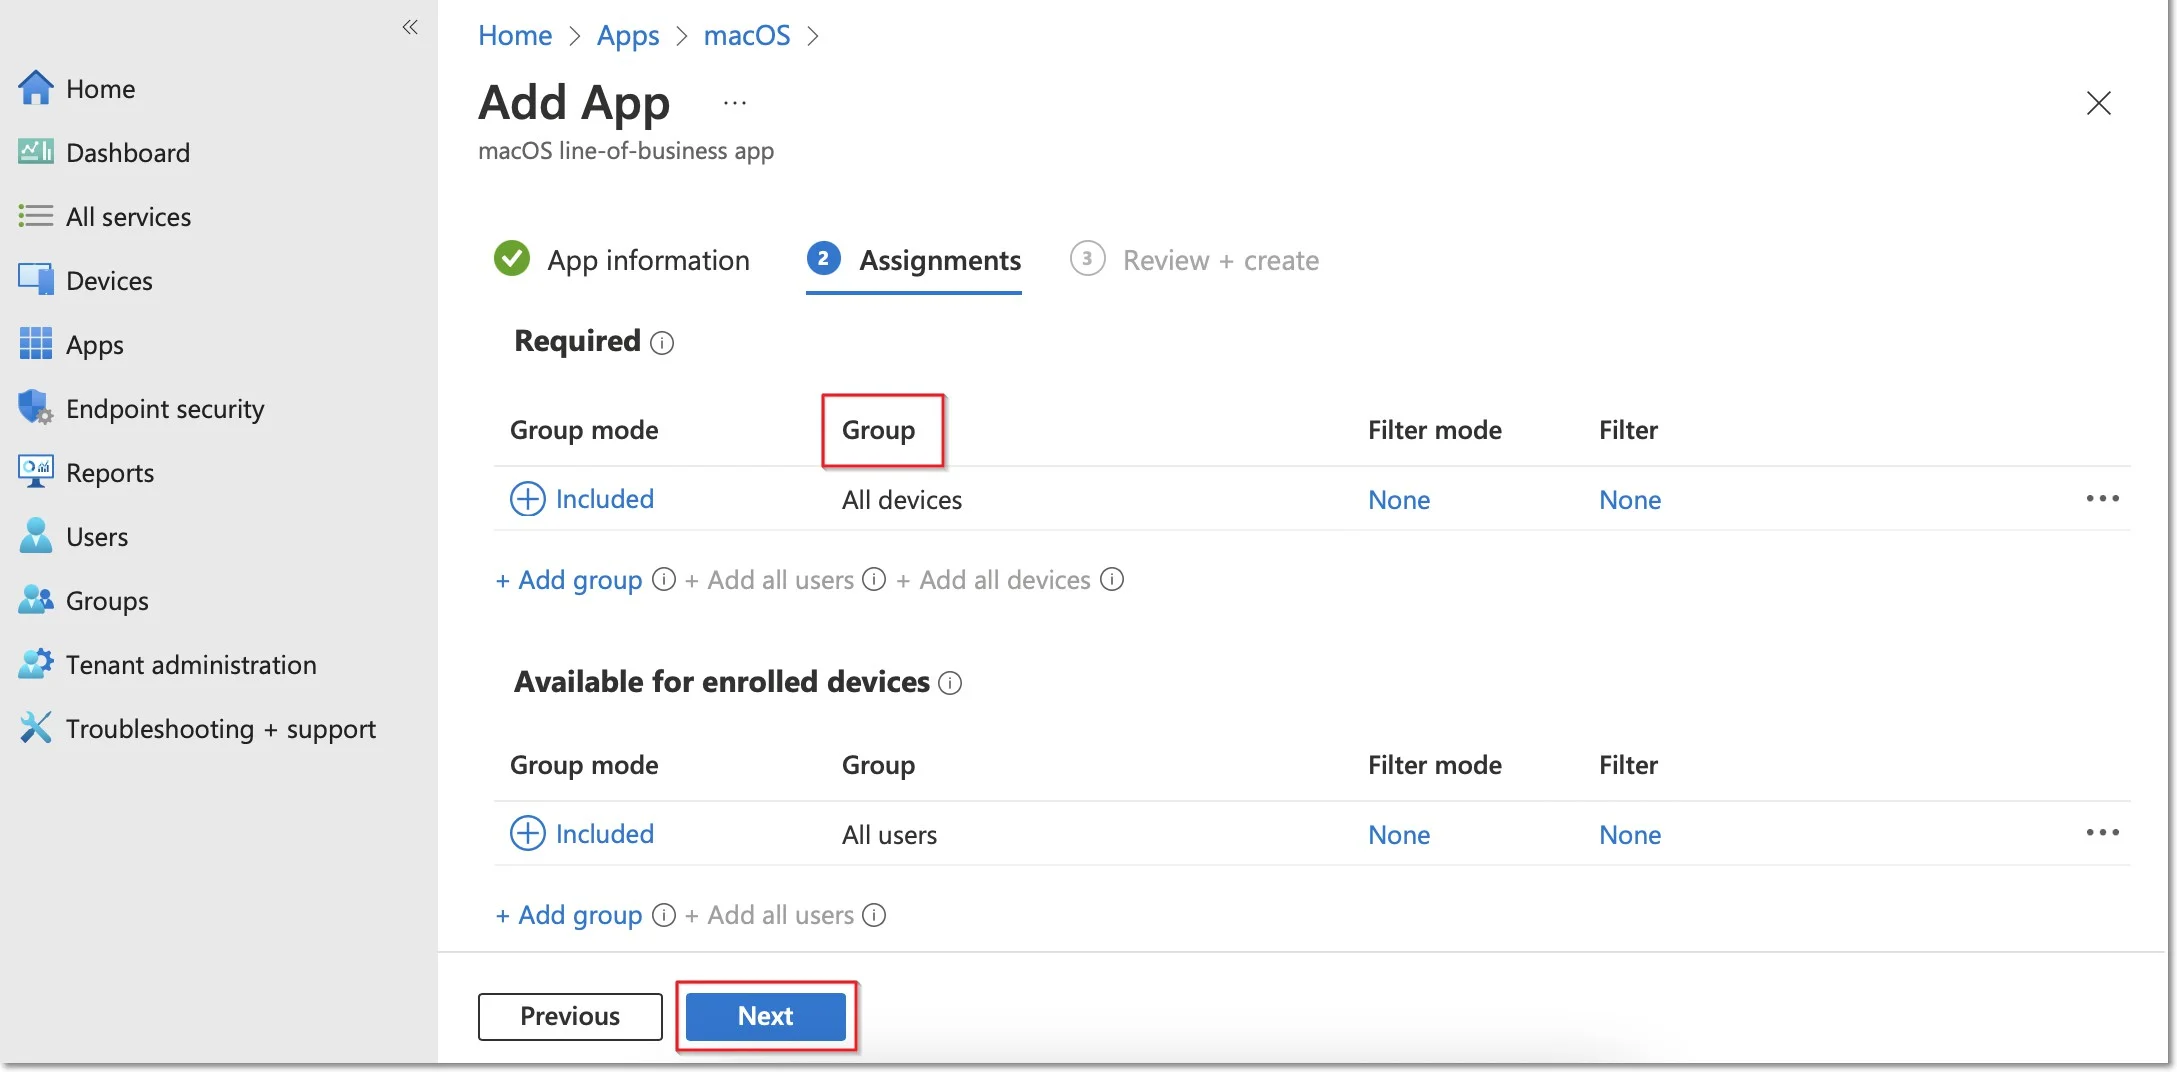 Home
Dashboard
All services
Devices
Apps
Endpoint security
Reports
Users
Groups
Tenant administration
Troubleshooting + support
Home > Apps > macOS >
Add App ...
macOS line-of-business app
App information 2 Assignments 3 Review + create
Required
Group mode Group Filter mode Filter
Included All devices None None
+ Add group + Add all users + Add all devices
Available for enrolled devices
Group mode Group Filter mode Filter
Included All users None None
+ Add group + Add all users
Previous Next